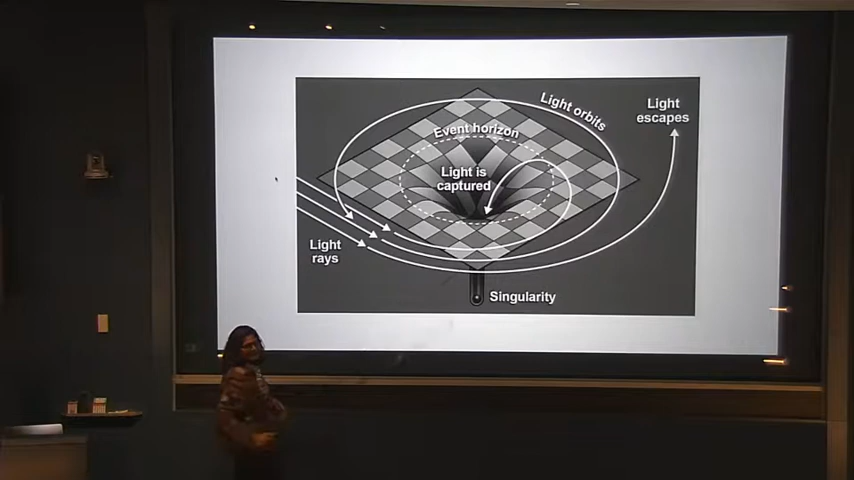 Light orbits
Light
escapes
Event horizon
Light is
captured
Light
rays
Singularity